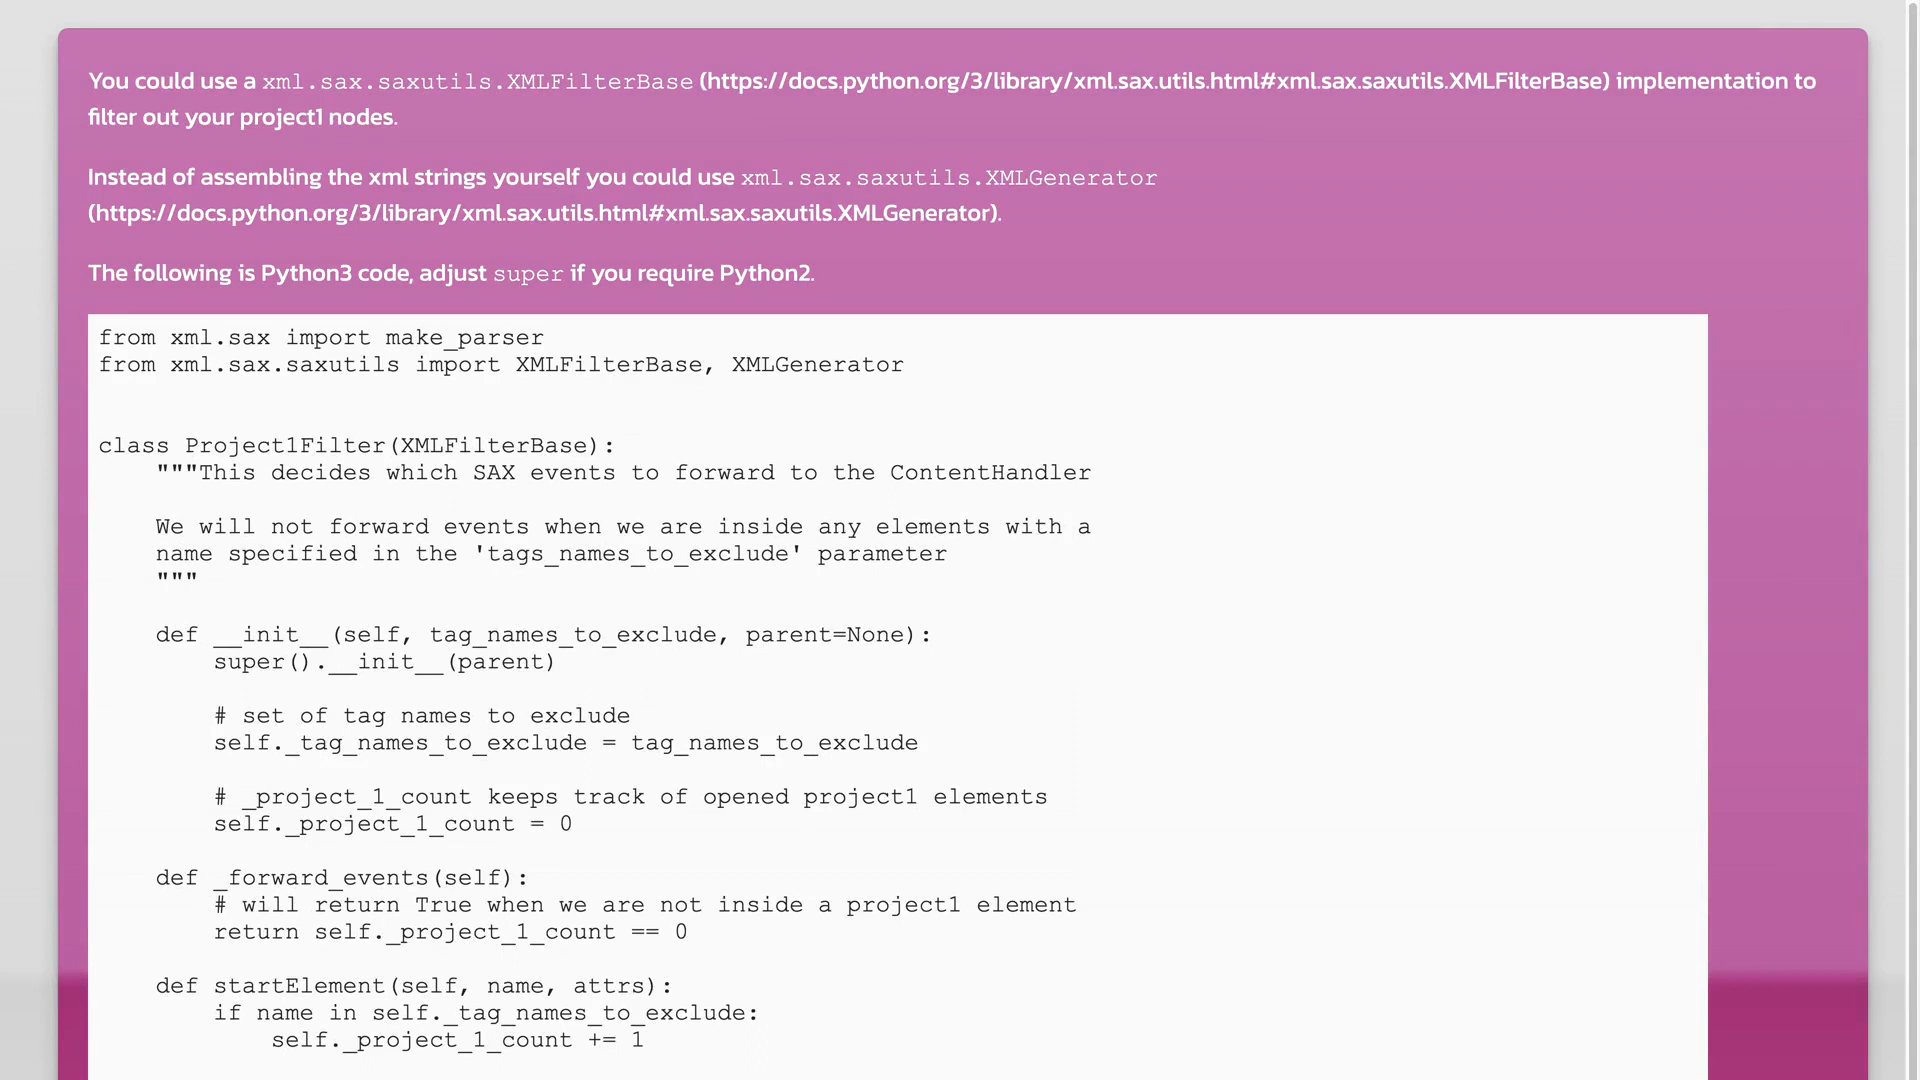 You could use a xml.sax.saxutils.XMLFilterBase (https://docs.python.org/3/library/xml.sax.utils.html#xml.sax.saxutils.XMLFilterBase) implementation to
filter out your project1 nodes.
Instead of assembling the xml strings yourself you could use xml.sax.saxutils.XMLGenerator
(https://docs.python.org/3/library/xml.sax.utils.html#xml.sax.saxutils.XMLGenerator).
The following is Python3 code, adjust super if you require Python2.
from xml.sax import make_parser
from xml.sax.saxutils import XMLFilterBase, XMLGenerator
class Project1Filter(XMLFilterBase):
    """This decides which SAX events to forward to the ContentHandler
    We will not forward events when we are inside any elements with a
    name specified in the 'tags_names_to_exclude' parameter
    """
    def __init__(self, tag_names_to_exclude, parent=None):
        super().__init__(parent)
        # set of tag names to exclude
        self._tag_names_to_exclude = tag_names_to_exclude
        # _project_1_count keeps track of opened project1 elements
        self._project_1_count = 0
    def _forward_events(self):
        # will return True when we are not inside a project1 element
        return self._project_1_count == 0
    def startElement(self, name, attrs):
        if name in self._tag_names_to_exclude:
            self._project_1_count += 1